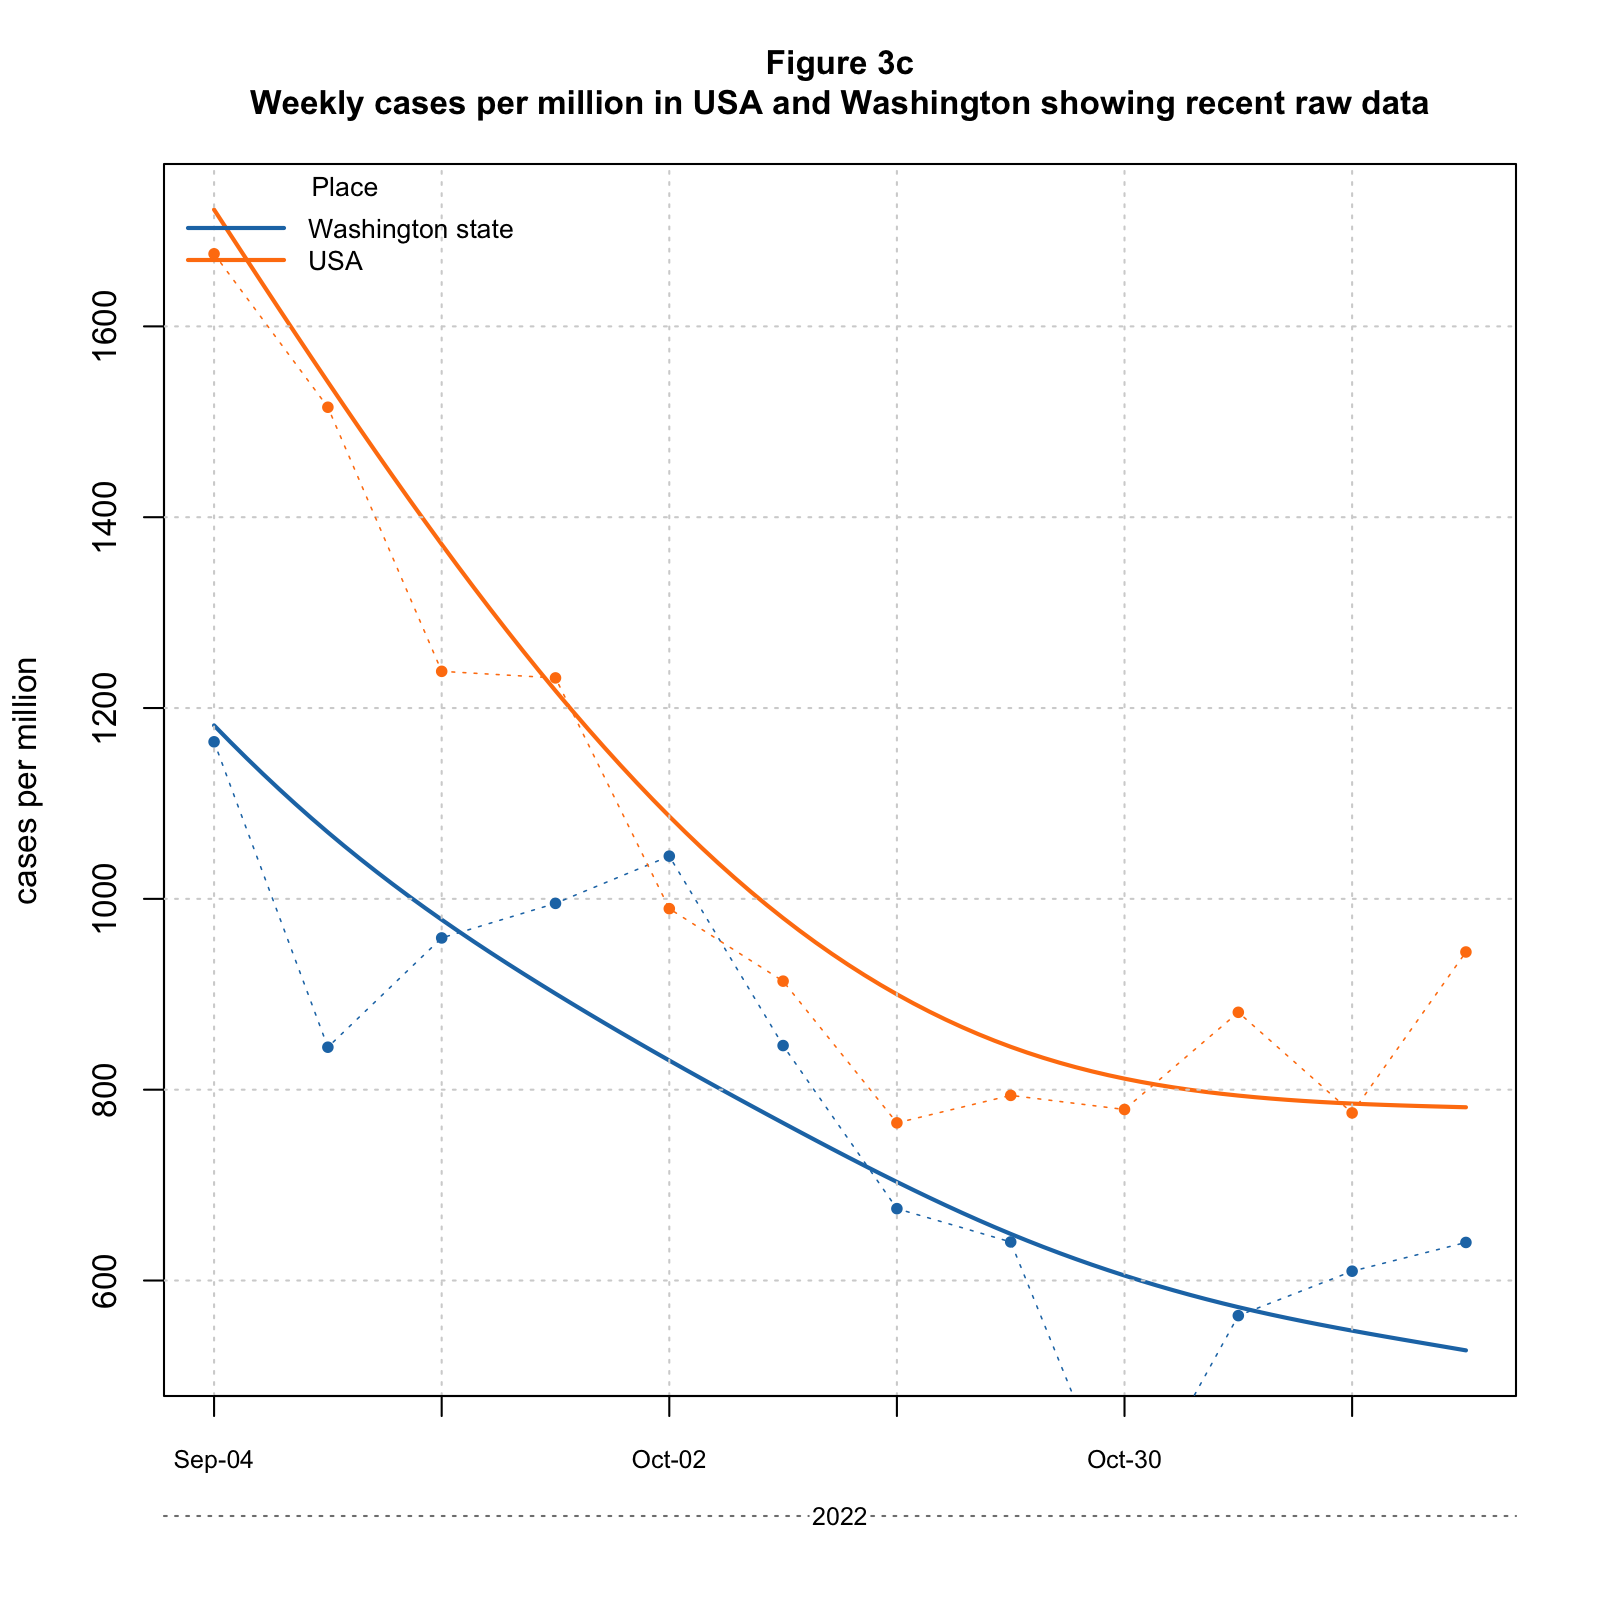 Figure 3c
Weekly cases per million in USA and Washington showing recent raw data
Place
Washington state
USA
cases per million
1600
1400
1200
1000
800
600
Sep-04
Oct-02
Oct-30
2022